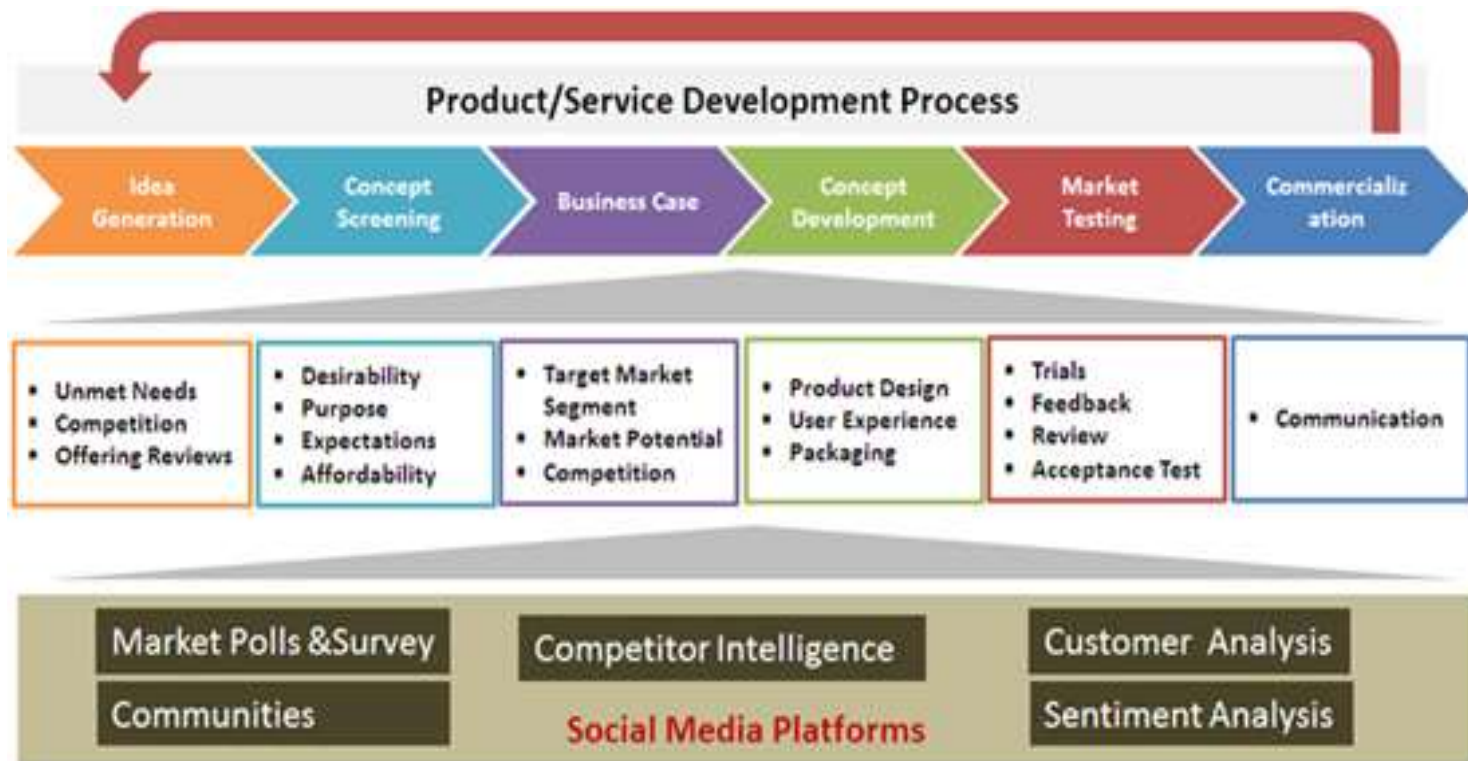 Product/Service Development Process
Idea
Generation
Concept
Screening
Business Case
Concept
Development
Market
Testing
Commercializ
ation
▪ Unmet Needs
▪ Competition
▪ Offering Reviews
▪ Desirability
▪ Purpose
▪ Expectations
▪ Affordability
▪ Target Market
Segment
▪ Market Potential
▪ Competition
▪ Product Design
▪ User Experience
▪ Packaging
▪ Trials
▪ Feedback
▪ Review
▪ Acceptance Test
▪ Communication
Market Polls &Survey
Communities
Competitor Intelligence
Social Media Platforms
Customer Analysis
Sentiment Analysis